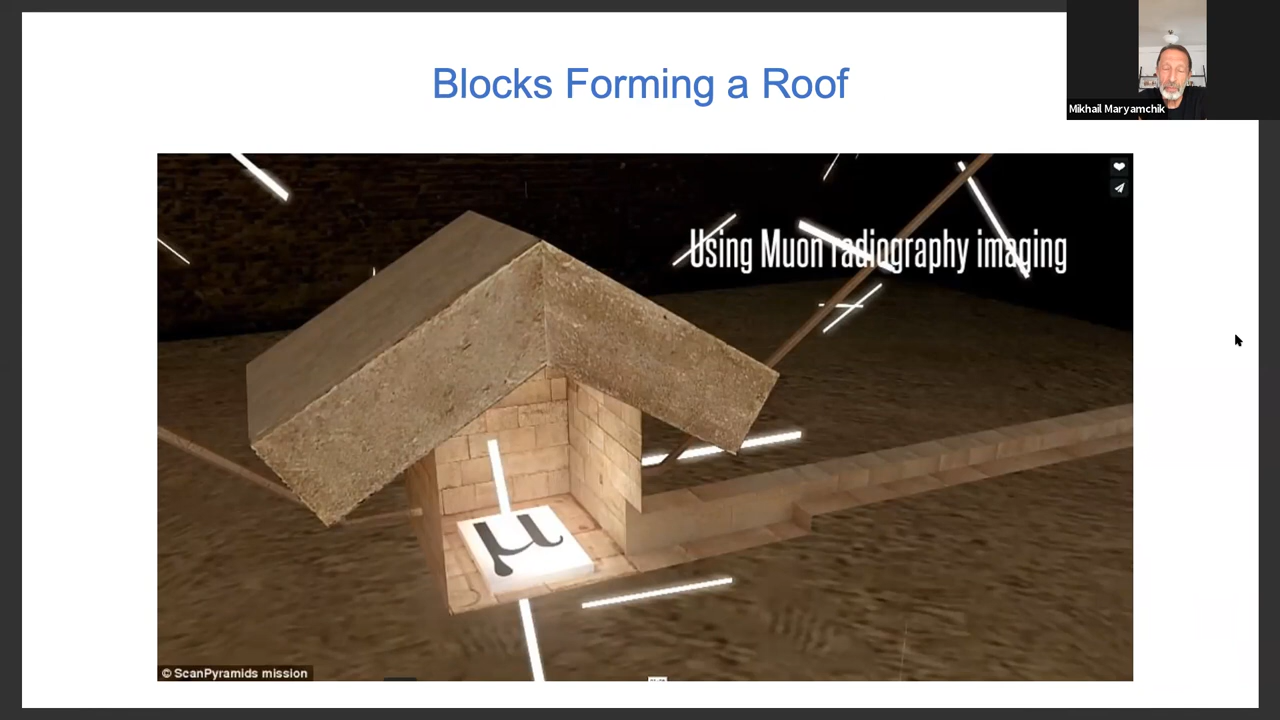 Blocks Forming a Roof
Mikhail Maryamchik
Using Muon radiography imaging
μ
© ScanPyramids mission